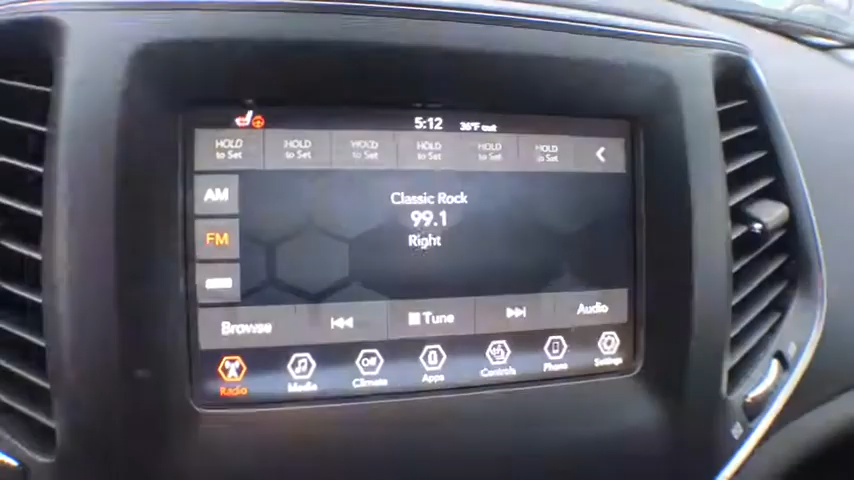 5:12 36°F out
HOLD to Set HOLD to Set HOLD to Set HOLD to Set HOLD to Set HOLD to Set
AM
FM
Classic Rock
99.1
Right
Browse Tune Audio
Radio Media Off Climate Apps Controls Phone Settings